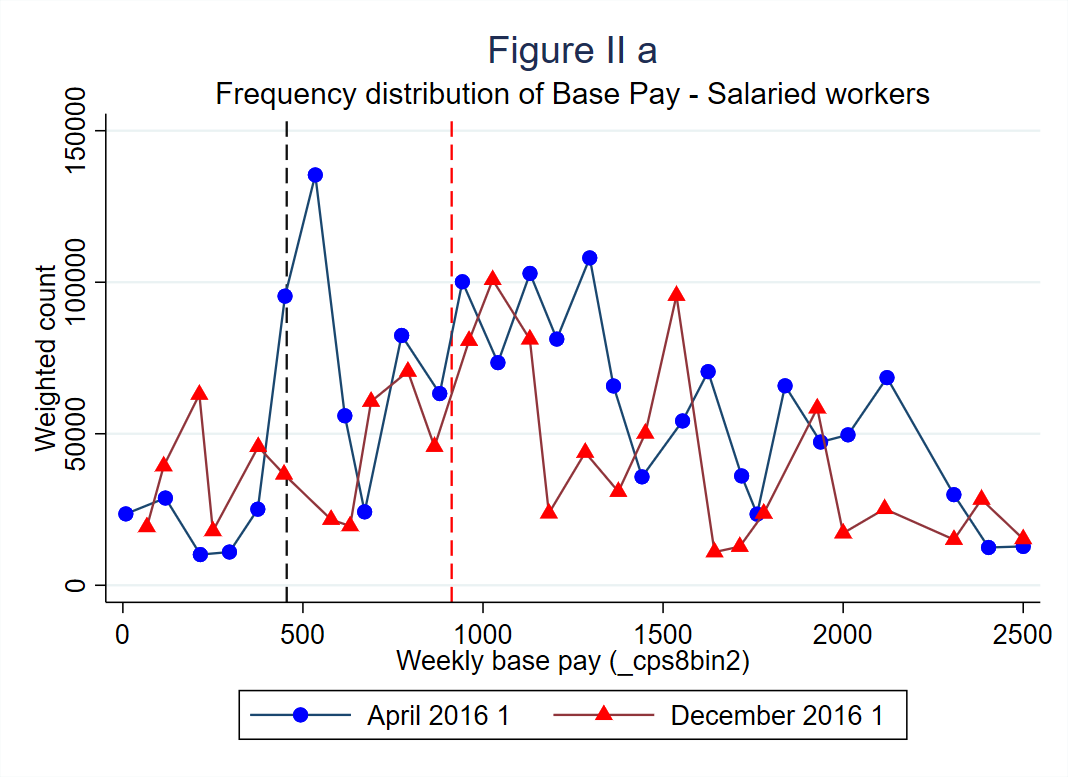 Figure II a
Frequency distribution of Base Pay - Salaried workers
Weighted count
150000
100000
50000
0
0 500 1000 1500 2000 2500
Weekly base pay (_cps8bin2)
April 2016 1 December 2016 1